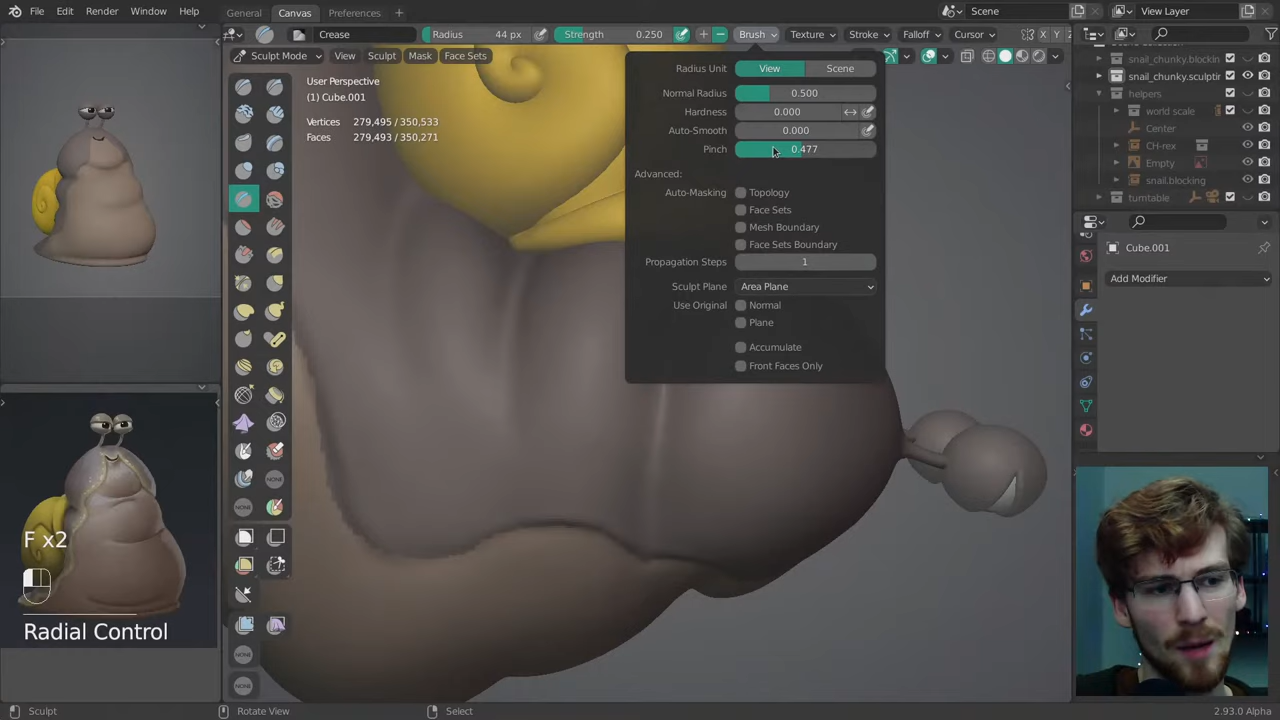 File Edit Render Window Help
General Canvas Preferences +
Scene
View Layer
Crease
Radius 44 px
Strength 0.250
Brush Texture Stroke Falloff Cursor
X Y
Sculpt Mode View Sculpt Mask Face Sets
User Perspective
(1) Cube.001
Vertices 279,495 / 350,533
Faces 279,493 / 350,271
Radius Unit View Scene
Normal Radius 0.500
Hardness 0.000
Auto-Smooth 0.000
Pinch 0.477
Advanced:
Auto-Masking Topology
Face Sets
Mesh Boundary
Face Sets Boundary
Propagation Steps 1
Sculpt Plane Area Plane
Use Original Normal
Plane
Accumulate
Front Faces Only
snail_chunky.blockin
snail_chunky.sculptir
helpers
world scale
Center
CH-rex
Empty
snail.blocking
turntable
Cube.001
Add Modifier
NONE
NONE
NONE
NONE
F x2
Radial Control
Sculpt
Rotate View
Select
2.93.0 Alpha